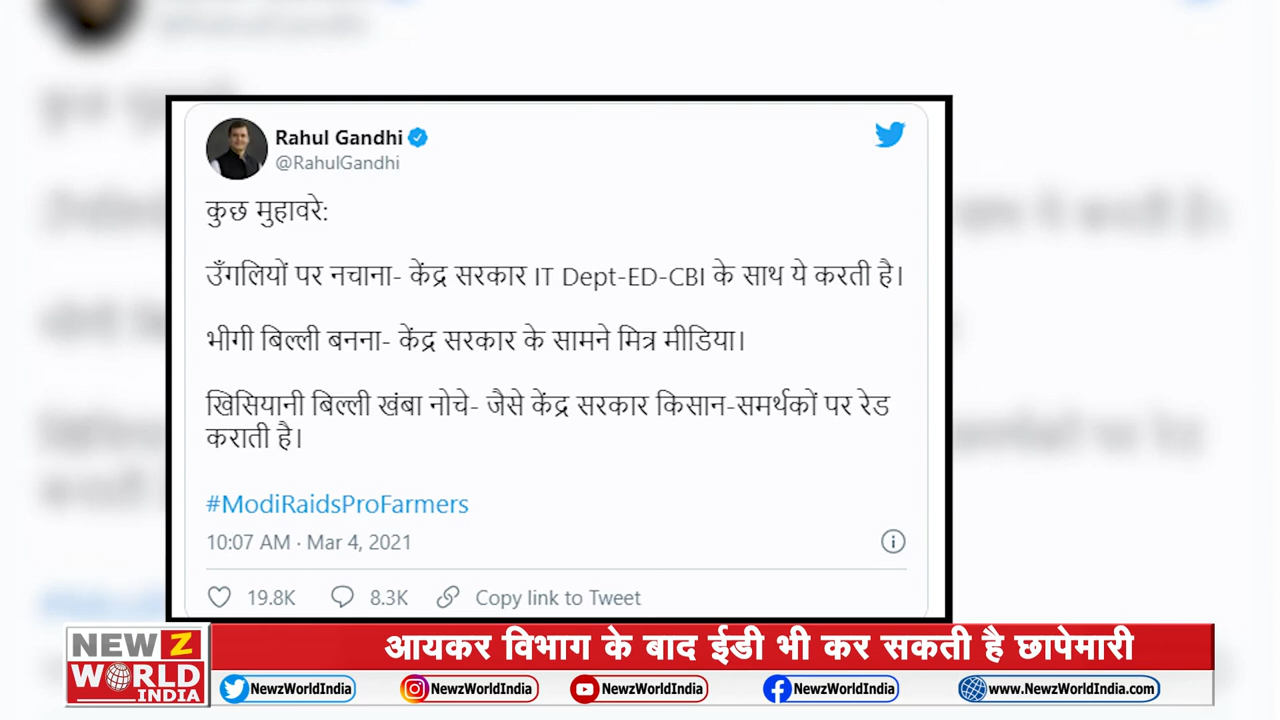 Rahul Gandhi
@RahulGandhi
कुछ मुहावरे:
उँगलियों पर नचाना- केंद्र सरकार IT Dept-ED-CBI के साथ ये करती है।
भीगी बिल्ली बनना- केंद्र सरकार के सामने मित्र मीडिया।
खिसियानी बिल्ली खंबा नोचे- जैसे केंद्र सरकार किसान-समर्थकों पर रेड
कराती है।
#ModiRaidsProFarmers
10:07 AM · Mar 4, 2021
19.8K 8.3K Copy link to Tweet
NEWZ
WORLD
INDIA
आयकर विभाग के बाद ईडी भी कर सकती है छापेमारी
NewzWorldIndia NewzWorldIndia NewzWorldIndia NewzWorldIndia www.NewzWorldIndia.com